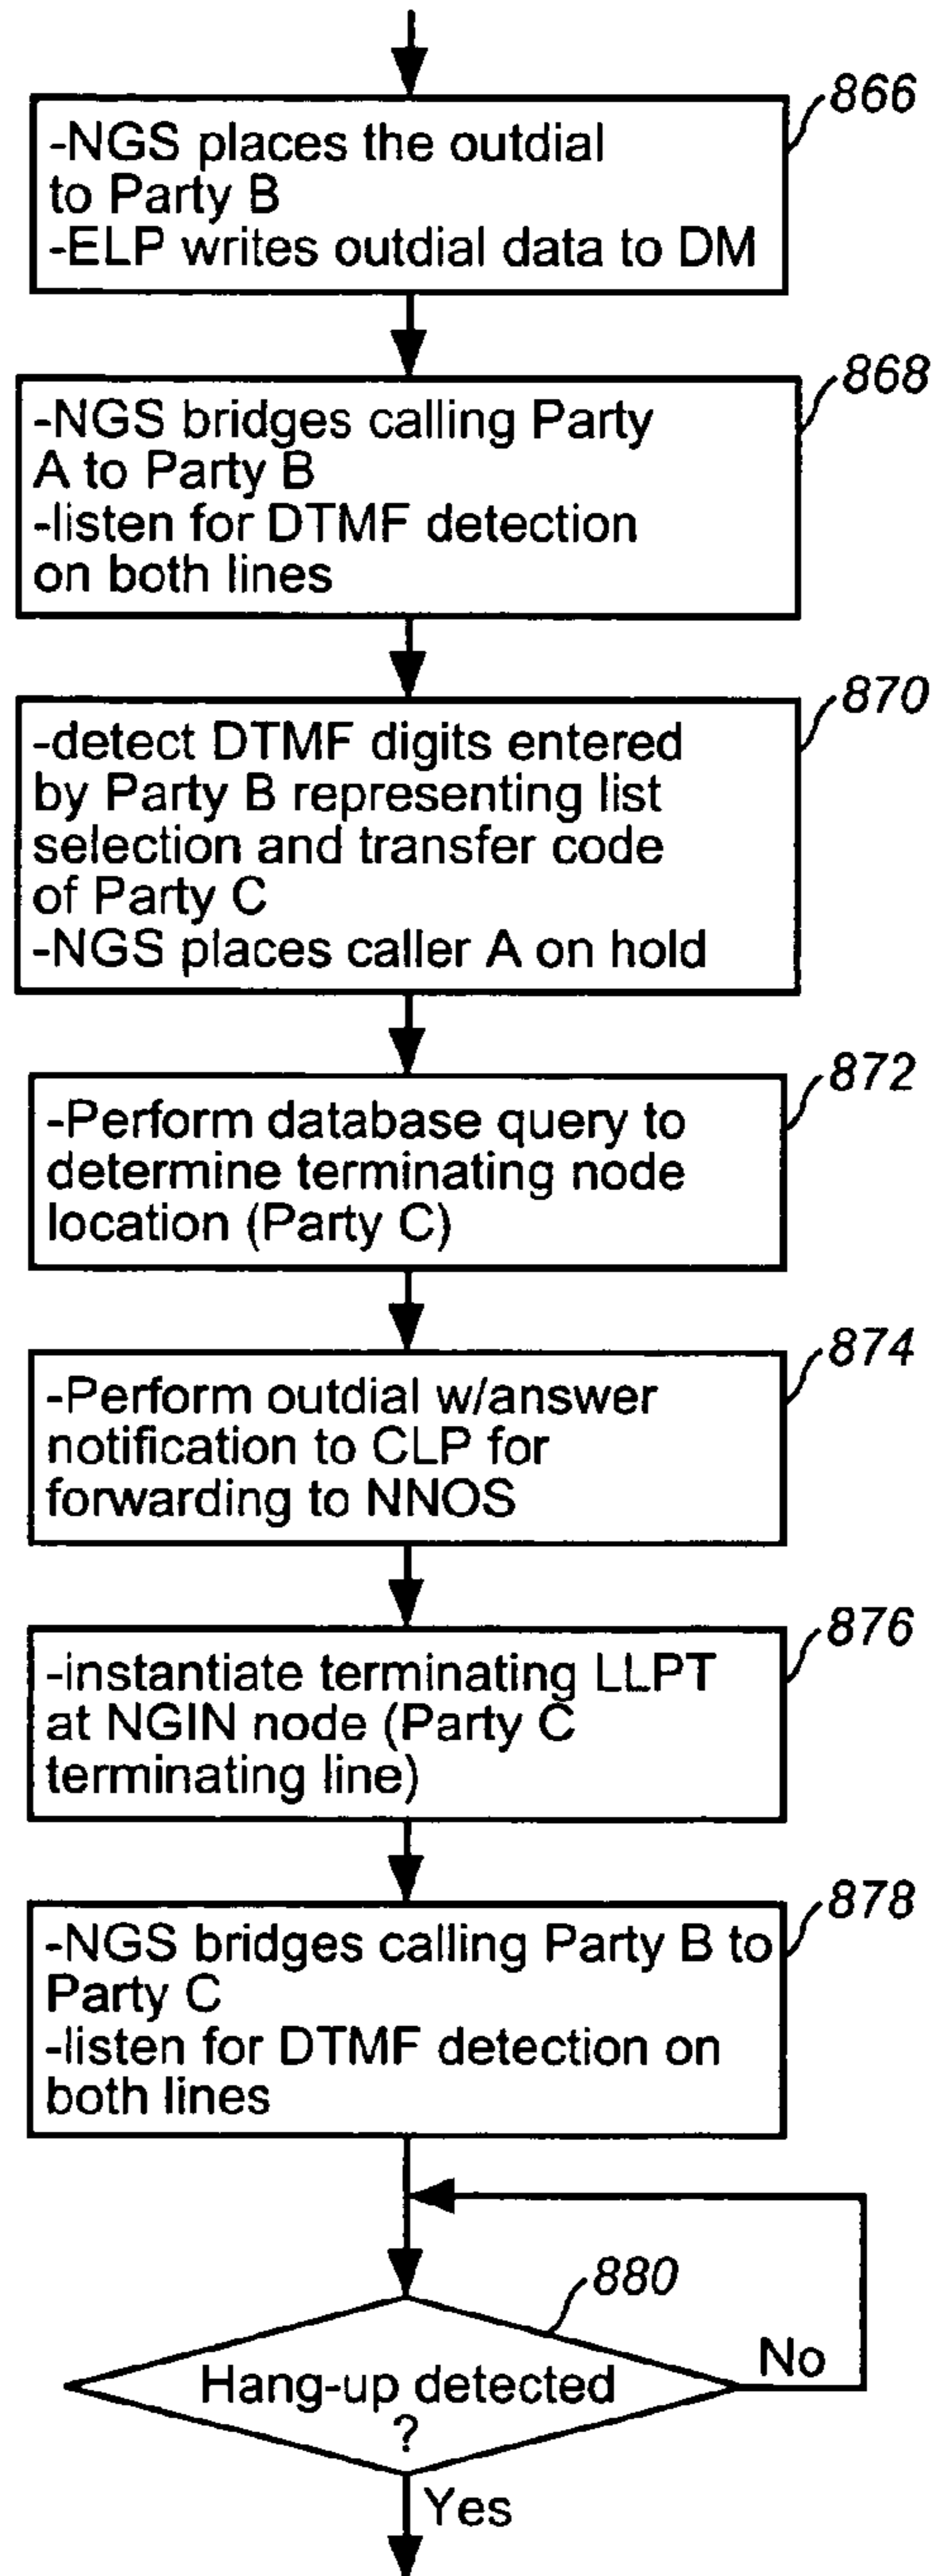 866
-NGS places the outdial
to Party B
-ELP writes outdial data to DM
868
-NGS bridges calling Party
A to Party B
-listen for DTMF detection
on both lines
870
-detect DTMF digits entered
by Party B representing list
selection and transfer code
of Party C
-NGS places caller A on hold
872
-Perform database query to
determine terminating node
location (Party C)
874
-Perform outdial w/answer
notification to CLP for
forwarding to NNOS
876
-instantiate terminating LLPT
at NGIN node (Party C
terminating line)
878
-NGS bridges calling Party B to
Party C
-listen for DTMF detection on
both lines
880
Hang-up detected
?
No
Yes